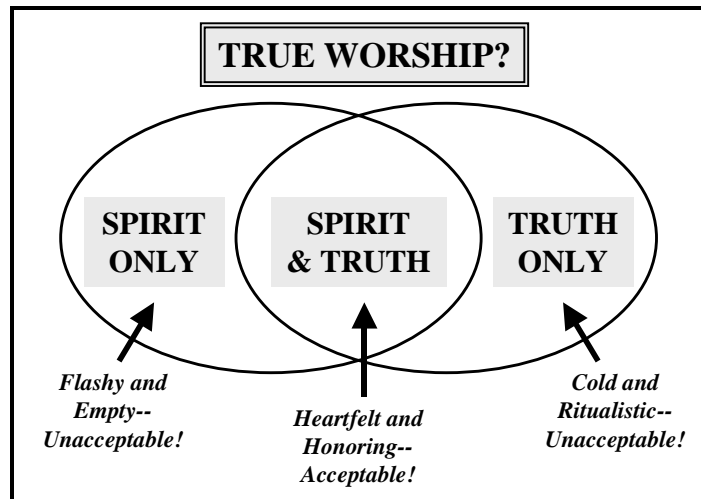 TRUE WORSHIP?
SPIRIT
ONLY
SPIRIT
& TRUTH
TRUTH
ONLY
Flashy and
Empty--
Unacceptable!
Heartfelt and
Honoring--
Acceptable!
Cold and
Ritualistic--
Unacceptable!